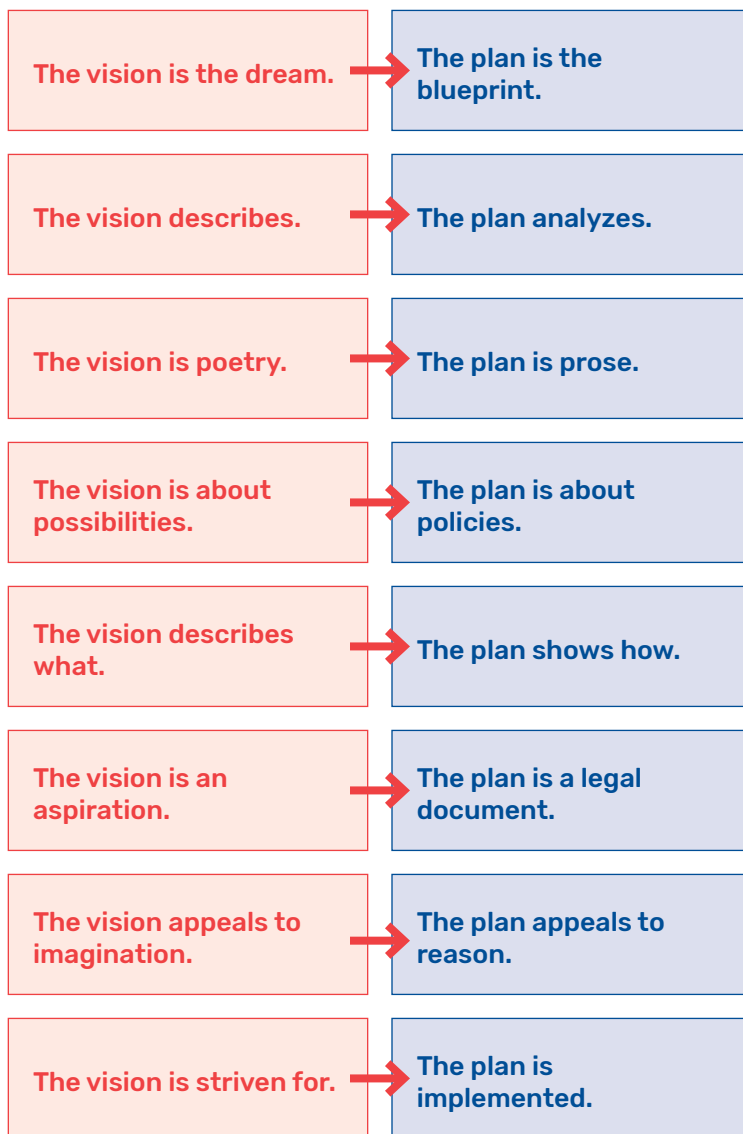 The vision is the dream.
The plan is the
blueprint.
The vision describes.
The plan analyzes.
The vision is poetry.
The plan is prose.
The vision is about
possibilities.
The plan is about
policies.
The vision describes
what.
The plan shows how.
The vision is an
aspiration.
The plan is a legal
document.
The vision appeals to
imagination.
The plan appeals to
reason.
The vision is striven for.
The plan is
implemented.